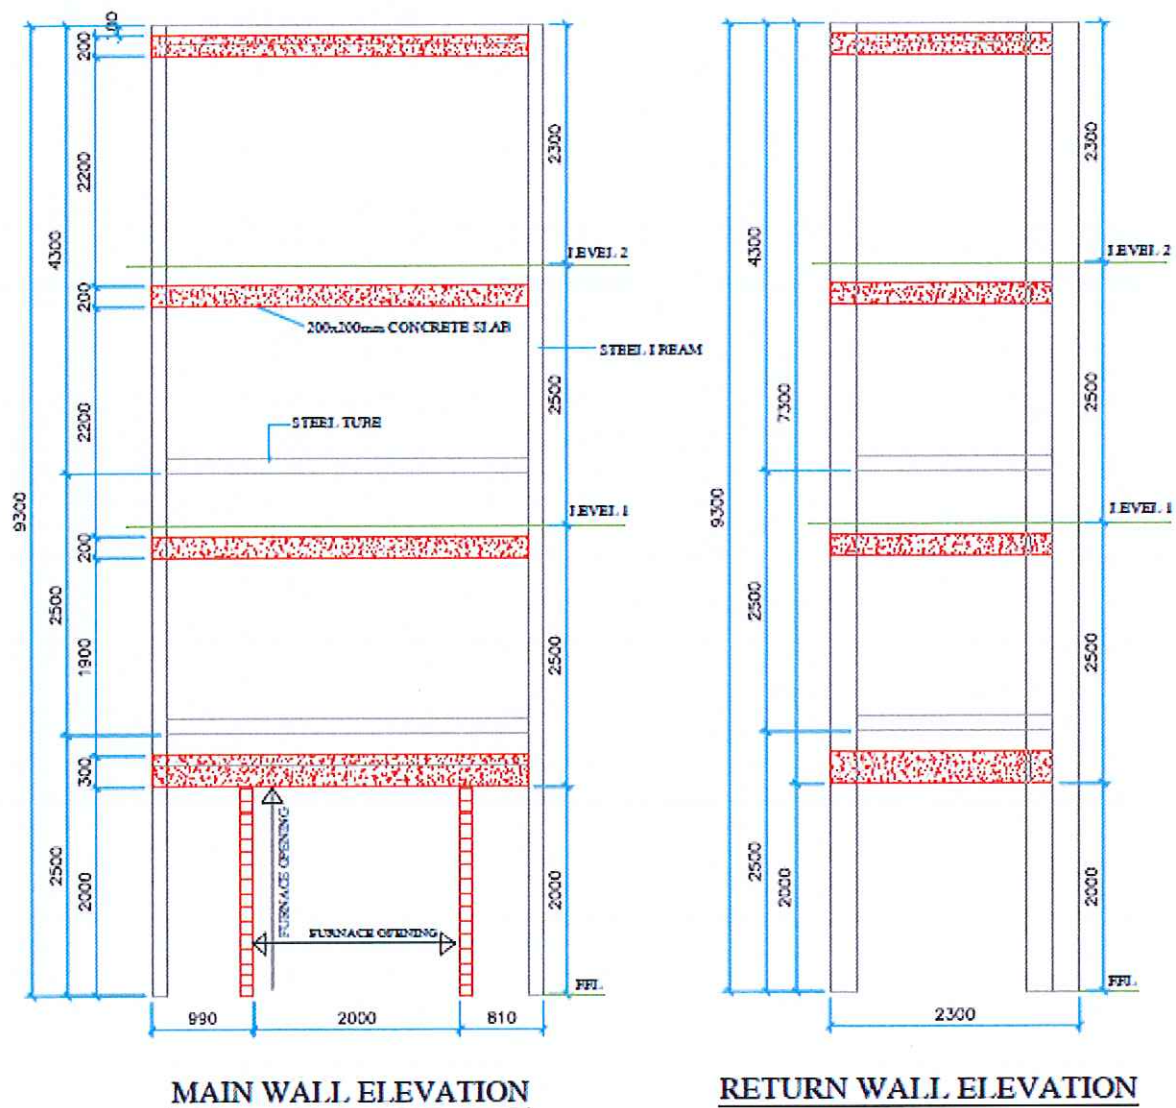 100
200
2200
4300
200
2200
9300
200
2500
1900
300
2500
2000
2300
LEVEL 2
200x200mm CONCRETE SLAB
STEEL I BEAM
2500
STEEL TUBE
LEVEL 1
2500
FURNACE OPENING
FURNACE OPENING
2000
FFL
990
2000
810
MAIN WALL ELEVATION
4300
2300
LEVEL 2
7300
2500
9300
LEVEL 1
2500
2500
2500
2000
2000
FFL
2300
RETURN WALL ELEVATION